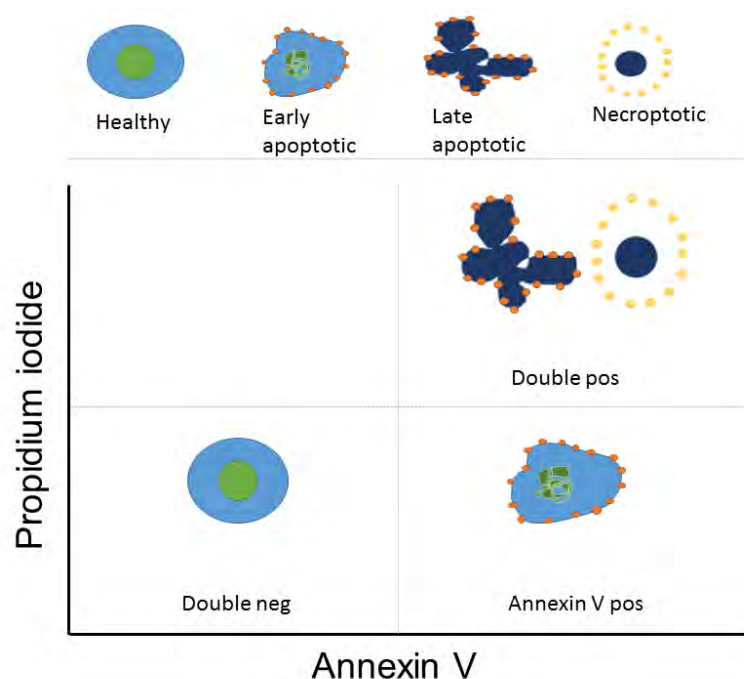 Healthy
Early
apoptotic
Late
apoptotic
Necroptotic
Propidium iodide
Double pos
Double neg
Annexin V pos
Annexin V